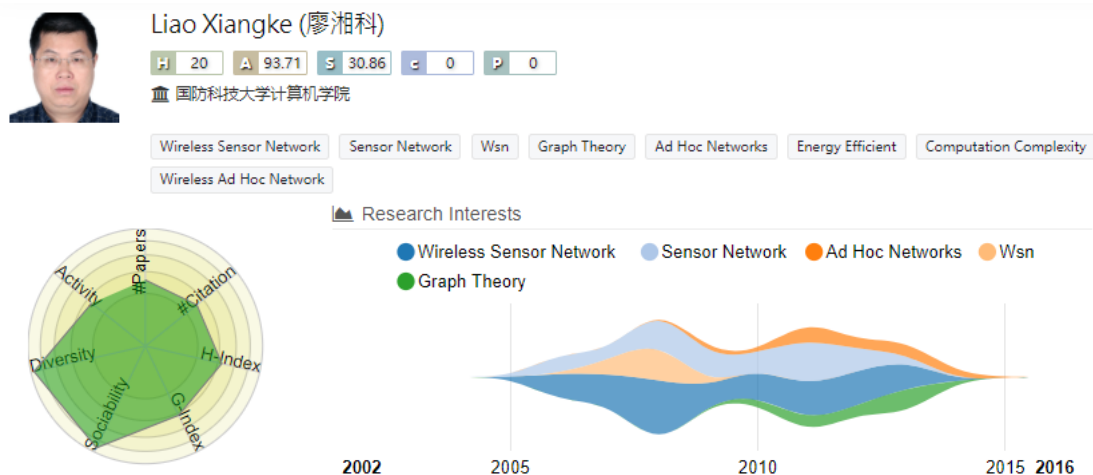 Liao Xiangke (廖湘科)
H 20 A 93.71 S 30.86 c 0 P 0
国防科技大学计算机学院
Wireless Sensor Network Sensor Network Wsn Graph Theory Ad Hoc Networks Energy Efficient Computation Complexity
Wireless Ad Hoc Network
Research Interests
Wireless Sensor Network Sensor Network Ad Hoc Networks Wsn
Graph Theory
#Papers
#Citation
H-Index
G-Index
Sociability
Diversity
Activity
2002 2005 2010 2015 2016